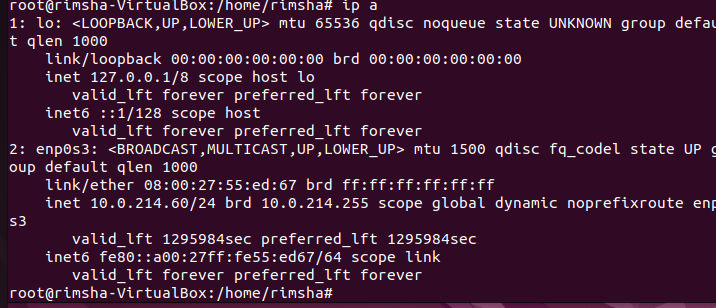 root@rimsha-VirtualBox:/home/rimsha# ip a
1: lo: <LOOPBACK,UP,LOWER_UP> mtu 65536 qdisc noqueue state UNKNOWN group defau
t qlen 1000
    link/loopback 00:00:00:00:00:00 brd 00:00:00:00:00:00
    inet 127.0.0.1/8 scope host lo
       valid_lft forever preferred_lft forever
    inet6 ::1/128 scope host
       valid_lft forever preferred_lft forever
2: enp0s3: <BROADCAST,MULTICAST,UP,LOWER_UP> mtu 1500 qdisc fq_codel state UP g
oup default qlen 1000
    link/ether 08:00:27:55:ed:67 brd ff:ff:ff:ff:ff:ff
    inet 10.0.214.60/24 brd 10.0.214.255 scope global dynamic noprefixroute enp
s3
       valid_lft 1295984sec preferred_lft 1295984sec
    inet6 fe80::a00:27ff:fe55:ed67/64 scope link
       valid_lft forever preferred_lft forever
root@rimsha-VirtualBox:/home/rimsha#